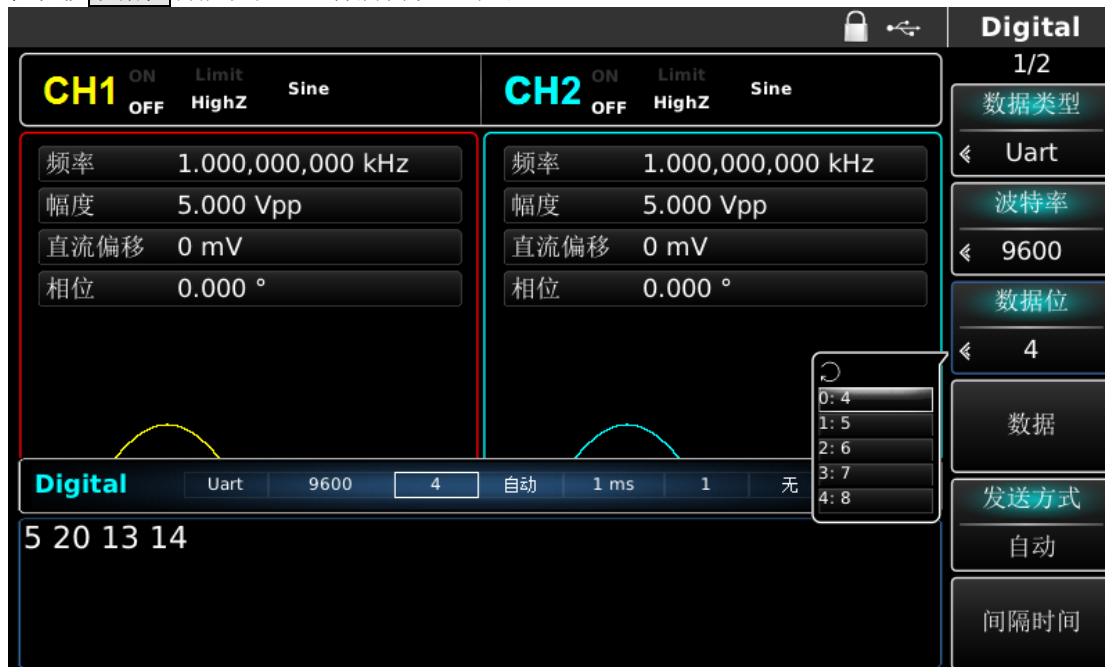 Digital
1/2
CH1 ON OFF Limit HighZ Sine
CH2 ON OFF Limit HighZ Sine
频率 1.000,000,000 kHz
幅度 5.000 Vpp
直流偏移 0 mV
相位 0.000 °
频率 1.000,000,000 kHz
幅度 5.000 Vpp
直流偏移 0 mV
相位 0.000 °
数据类型
Uart
波特率
9600
数据位
4
数据
发送方式
自动
间隔时间
0: 4
1: 5
2: 6
3: 7
4: 8
Digital Uart 9600 4 自动 1 ms 1 无
5 20 13 14